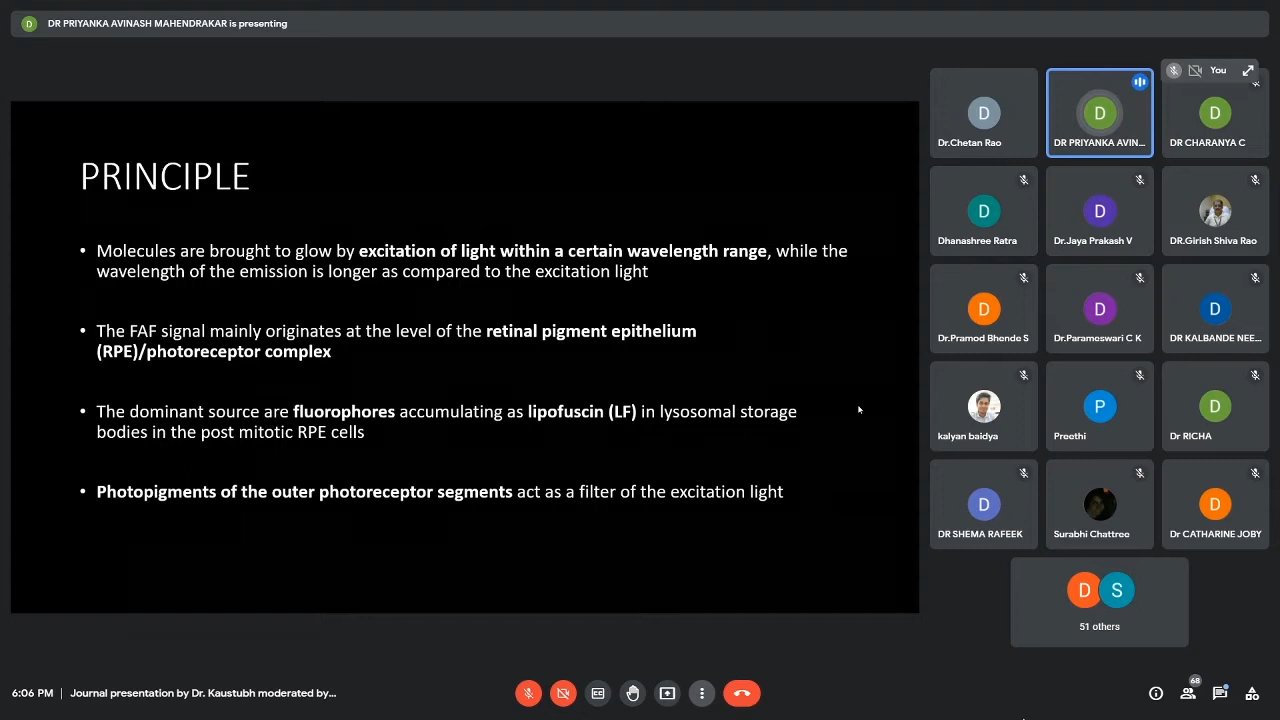 D DR PRIYANKA AVINASH MAHENDRAKAR is presenting
You
D
Dr.Chetan Rao
D
DR PRIYANKA AVIN...
D
DR CHARANYA C
PRINCIPLE
• Molecules are brought to glow by excitation of light within a certain wavelength range, while the
wavelength of the emission is longer as compared to the excitation light
• The FAF signal mainly originates at the level of the retinal pigment epithelium
(RPE)/photoreceptor complex
• The dominant source are fluorophores accumulating as lipofuscin (LF) in lysosomal storage
bodies in the post mitotic RPE cells
• Photopigments of the outer photoreceptor segments act as a filter of the excitation light
D
Dhanashree Ratra
D
Dr.Jaya Prakash V
DR.Girish Shiva Rao
D
Dr.Pramod Bhende S
D
Dr.Parameswari C K
D
DR KALBANDE NEE...
kalyan baidya
P
Preethi
D
Dr RICHA
D
DR SHEMA RAFEEK
Surabhi Chattree
D
Dr CATHARINE JOBY
D S
51 others
6:06 PM | Journal presentation by Dr. Kaustubh moderated by...
68